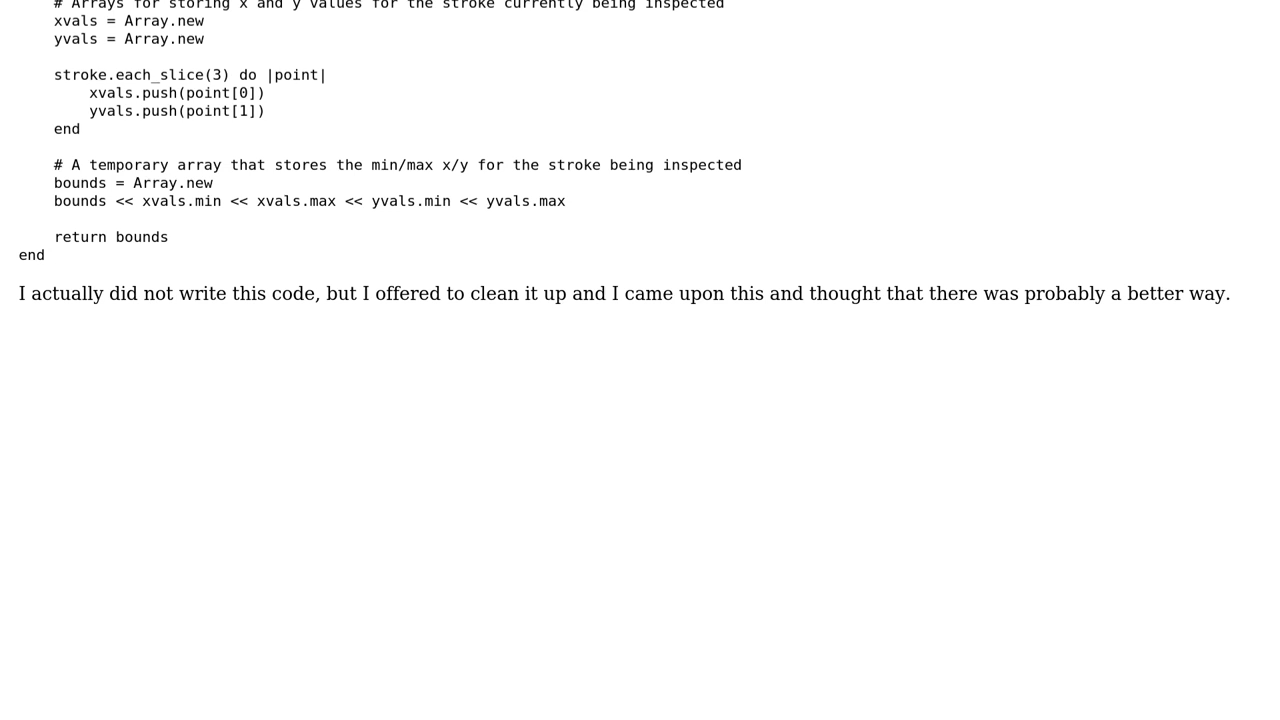 # Arrays for storing x and y values for the stroke currently being inspected
xvals = Array.new
yvals = Array.new
stroke.each_slice(3) do |point|
xvals.push(point[0])
yvals.push(point[1])
end
# A temporary array that stores the min/max x/y for the stroke being inspected
bounds = Array.new
bounds << xvals.min << xvals.max << yvals.min << yvals.max
return bounds
end
I actually did not write this code, but I offered to clean it up and I came upon this and thought that there was probably a better way.